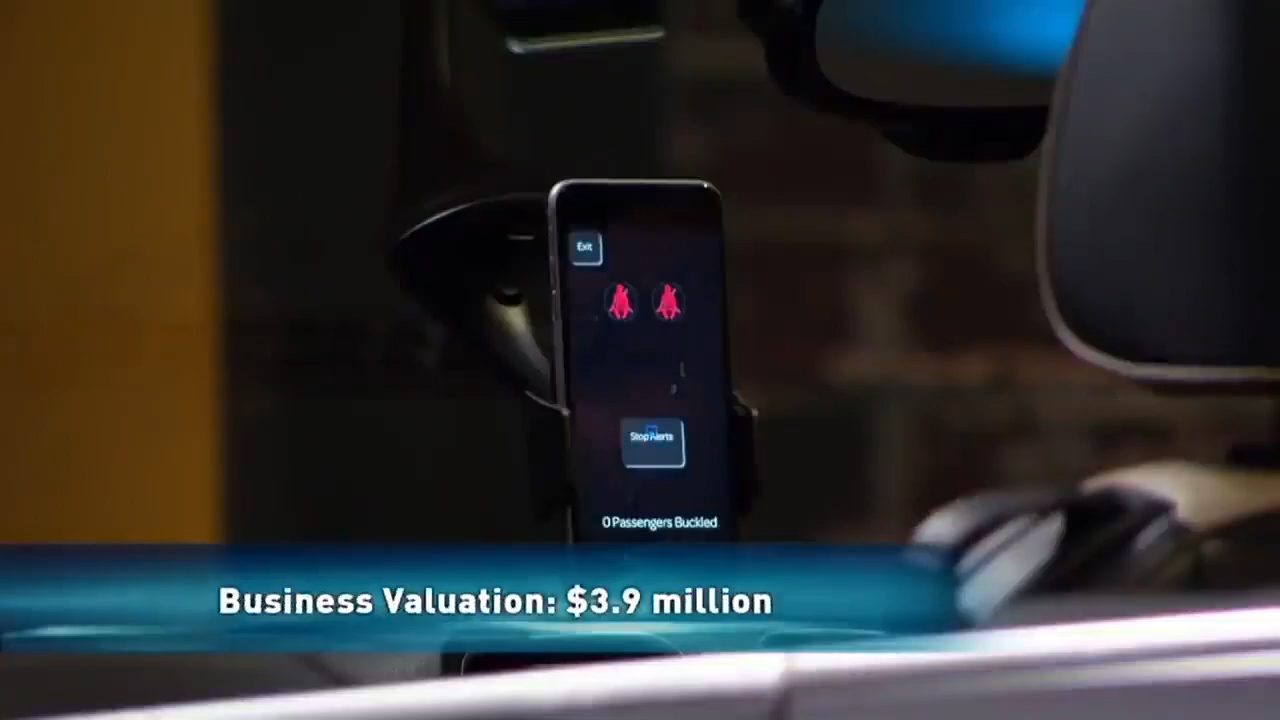 Exit
Stop Alerts
0 Passengers Buckled
Business Valuation: $3.9 million